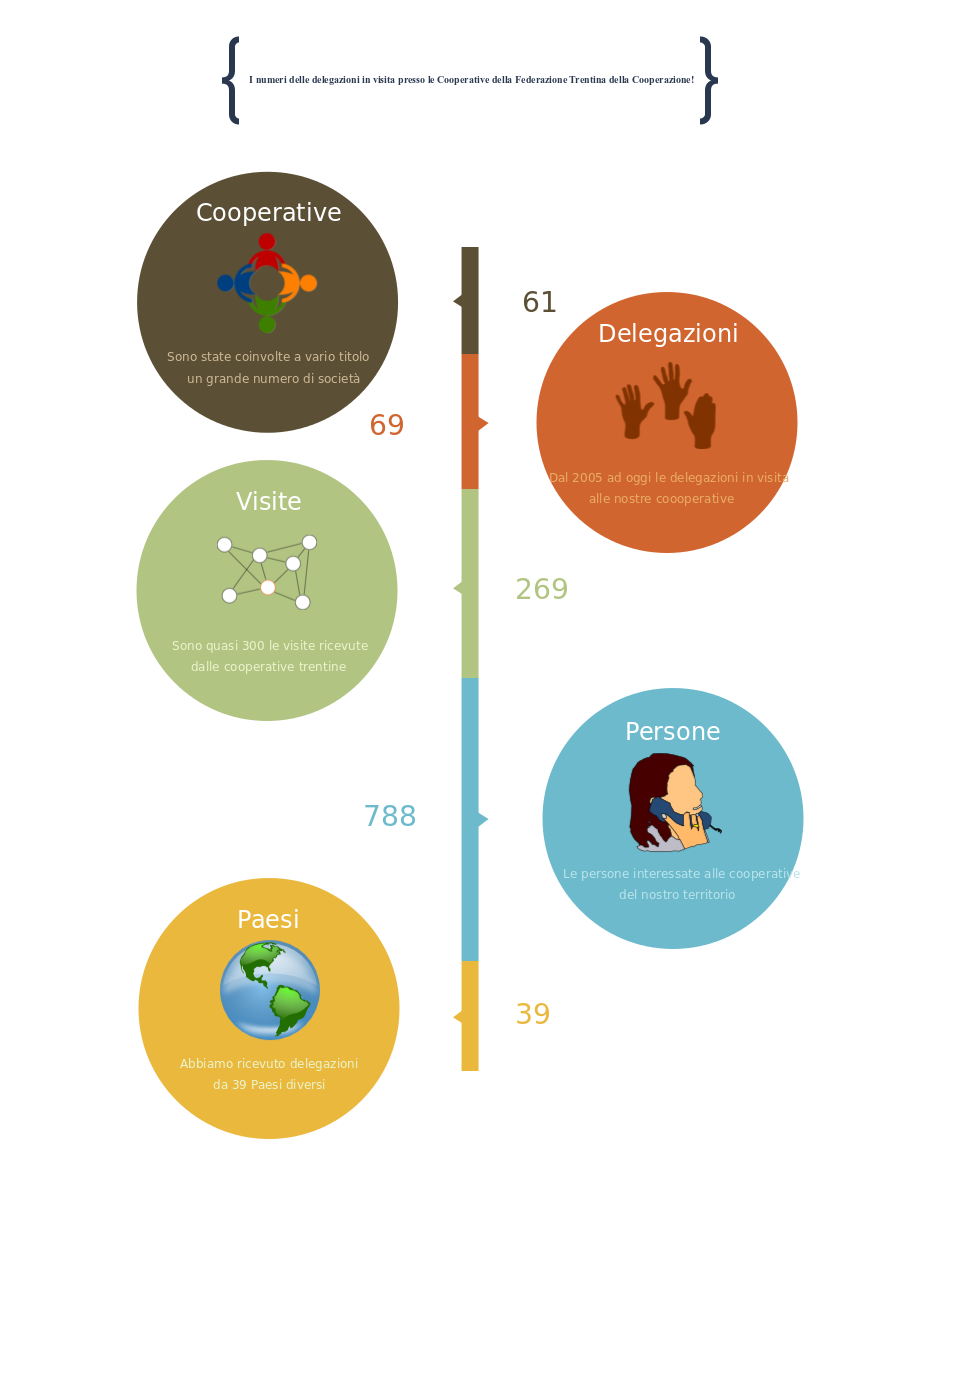 I numeri delle delegazioni in visita presso le Cooperative della Federazione Trentina della Cooperazione!
Cooperative
Sono state coinvolte a vario titolo
un grande numero di società
61
Delegazioni
Dal 2005 ad oggi le delegazioni in visita
alle nostre coooperative
69
Visite
Sono quasi 300 le visite ricevute
dalle cooperative trentine
269
Persone
Le persone interessate alle cooperative
del nostro territorio
788
Paesi
Abbiamo ricevuto delegazioni
da 39 Paesi diversi
39